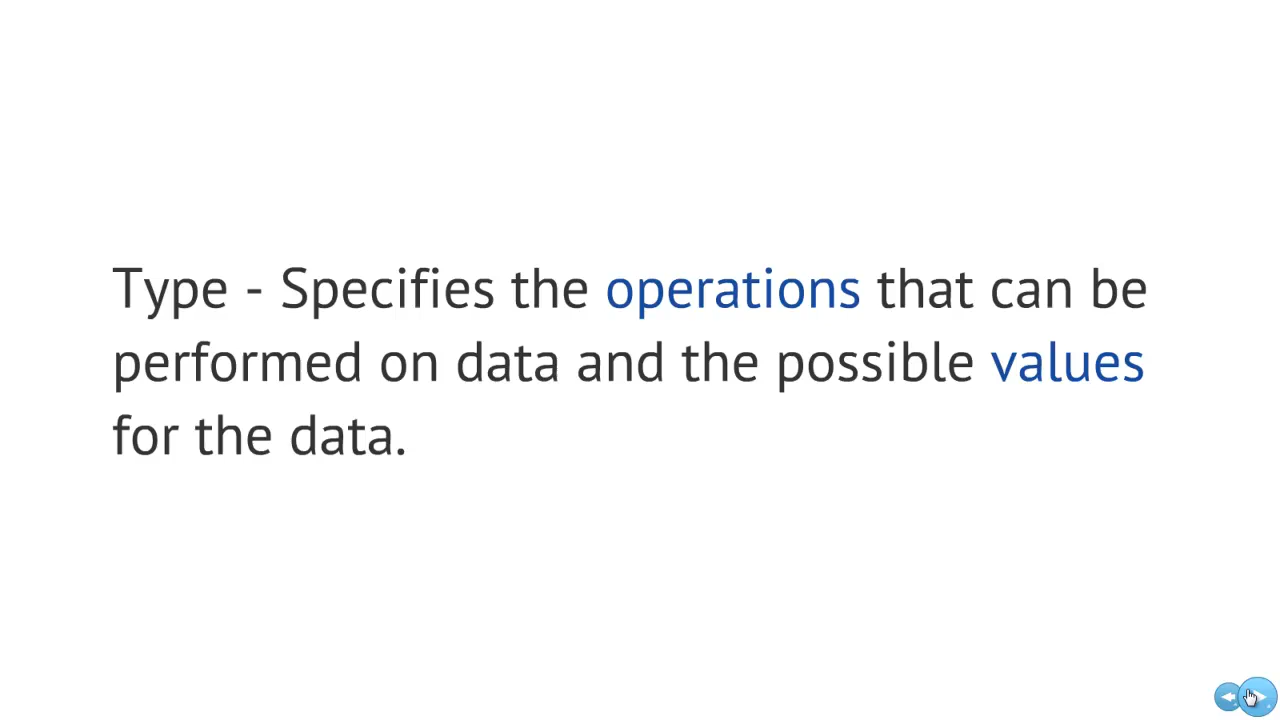 Type - Specifies the operations that can be
performed on data and the possible values
for the data.